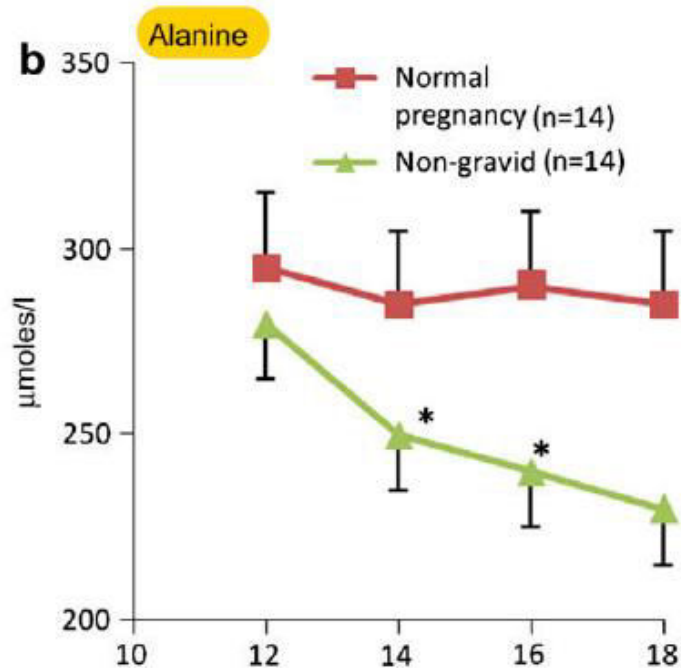 Alanine
b
350
300
250
200
μmoles/l
Normal
pregnancy (n=14)
Non-gravid (n=14)
*
*
10 12 14 16 18